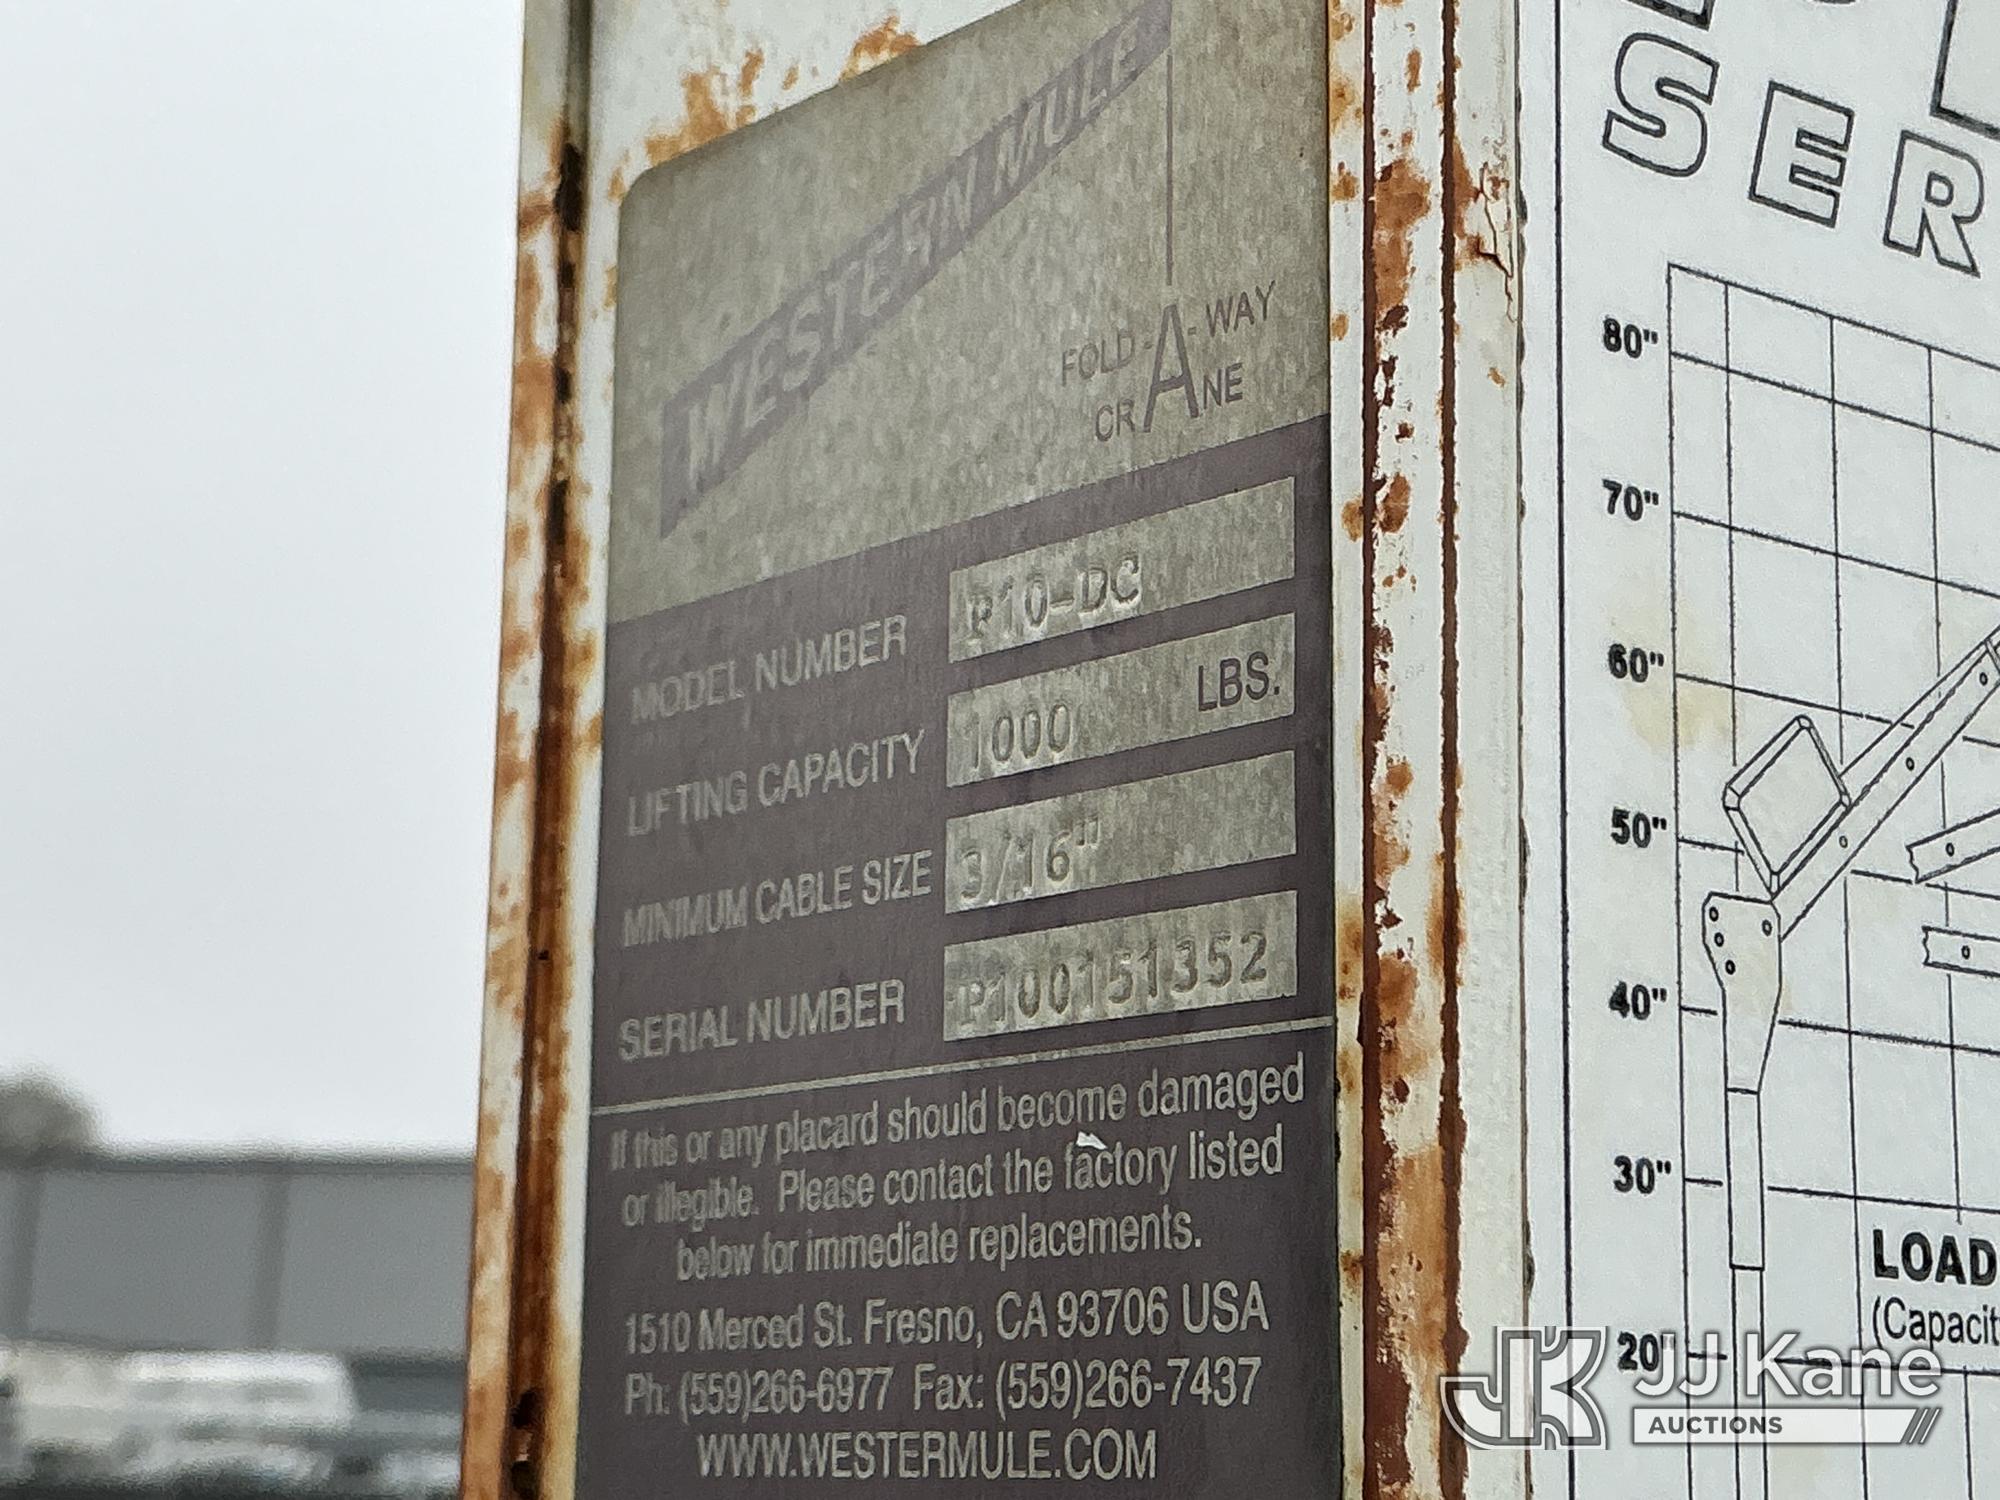 WESTERN MULE
FOLD-A-WAY
CRANE
MODEL NUMBER P10-DC
LIFTING CAPACITY 1000 LBS.
MINIMUM CABLE SIZE 3/16"
SERIAL NUMBER P100151352
If this or any placard should become damaged
or illegible. Please contact the factory listed
below for immediate replacements.
1510 Merced St. Fresno, CA 93706 USA
Ph: (559)266-6977 Fax: (559)266-7437
WWW.WESTERMULE.COM
SER
80"
70"
60"
50"
40"
30"
LOAD
(Capacit
20"
JJ Kane
AUCTIONS